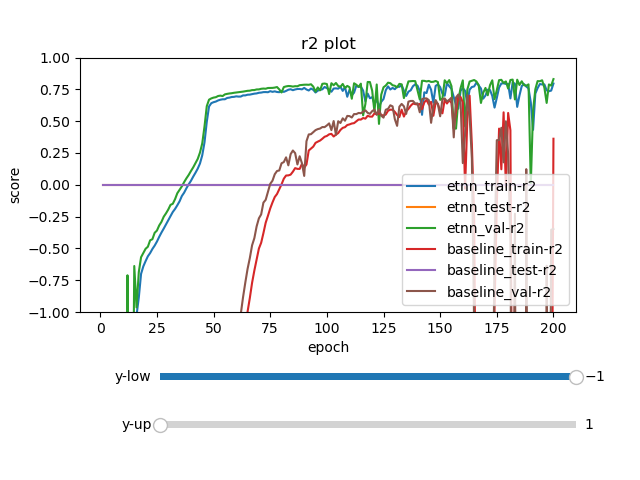 r2 plot
1.00
0.75
0.50
0.25
0.00
−0.25
−0.50
−0.75
−1.00
score
0 25 50 75 100 125 150 175 200
epoch
etnn_train-r2
etnn_test-r2
etnn_val-r2
baseline_train-r2
baseline_test-r2
baseline_val-r2
y-low −1
y-up 1